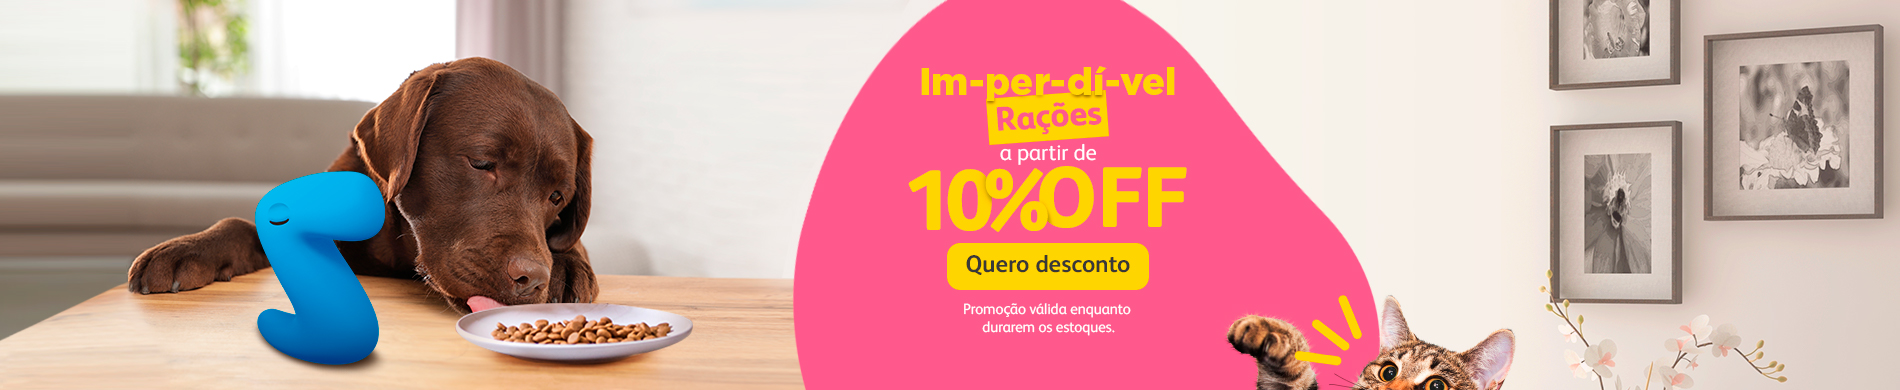 Im-per-dí-vel
Rações
a partir de
10%OFF
Quero desconto
Promoção válida enquanto
durarem os estoques.